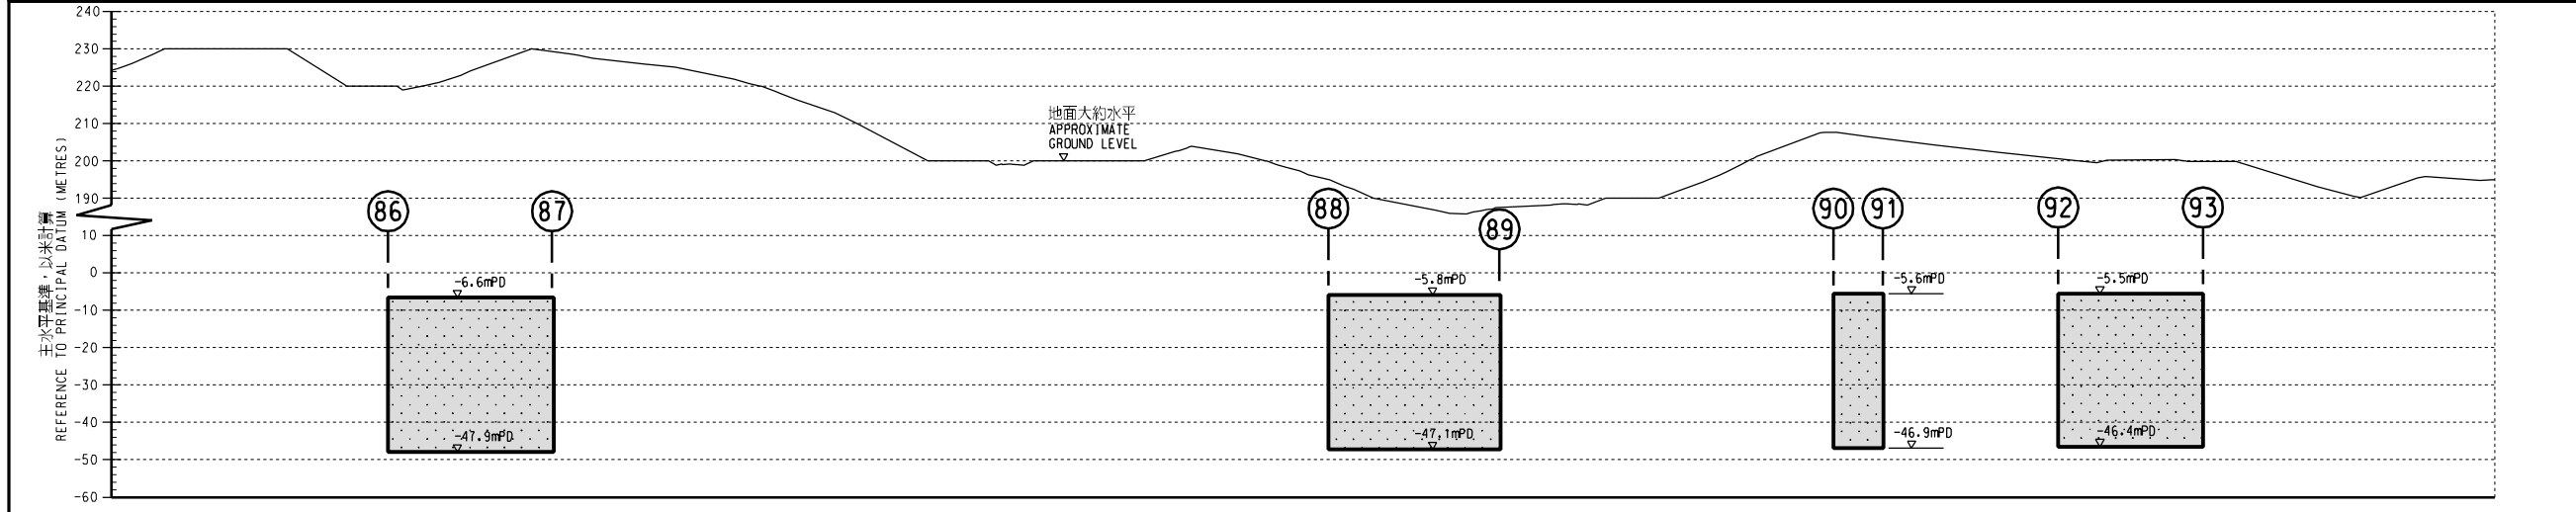 240
230
220
210
200
190
10
0
-10
-20
-30
-40
-50
-60
主水平基準，以米計算
REFERENCE TO PRINCIPAL DATUM (METRES)
地面大約水平
APPROXIMATE
GROUND LEVEL
86
87
88
89
90
91
92
93
-6.6mPD
-5.8mPD
-5.6mPD
-5.5mPD
-47.9mPD
-47.1mPD
-46.9mPD
-46.4mPD